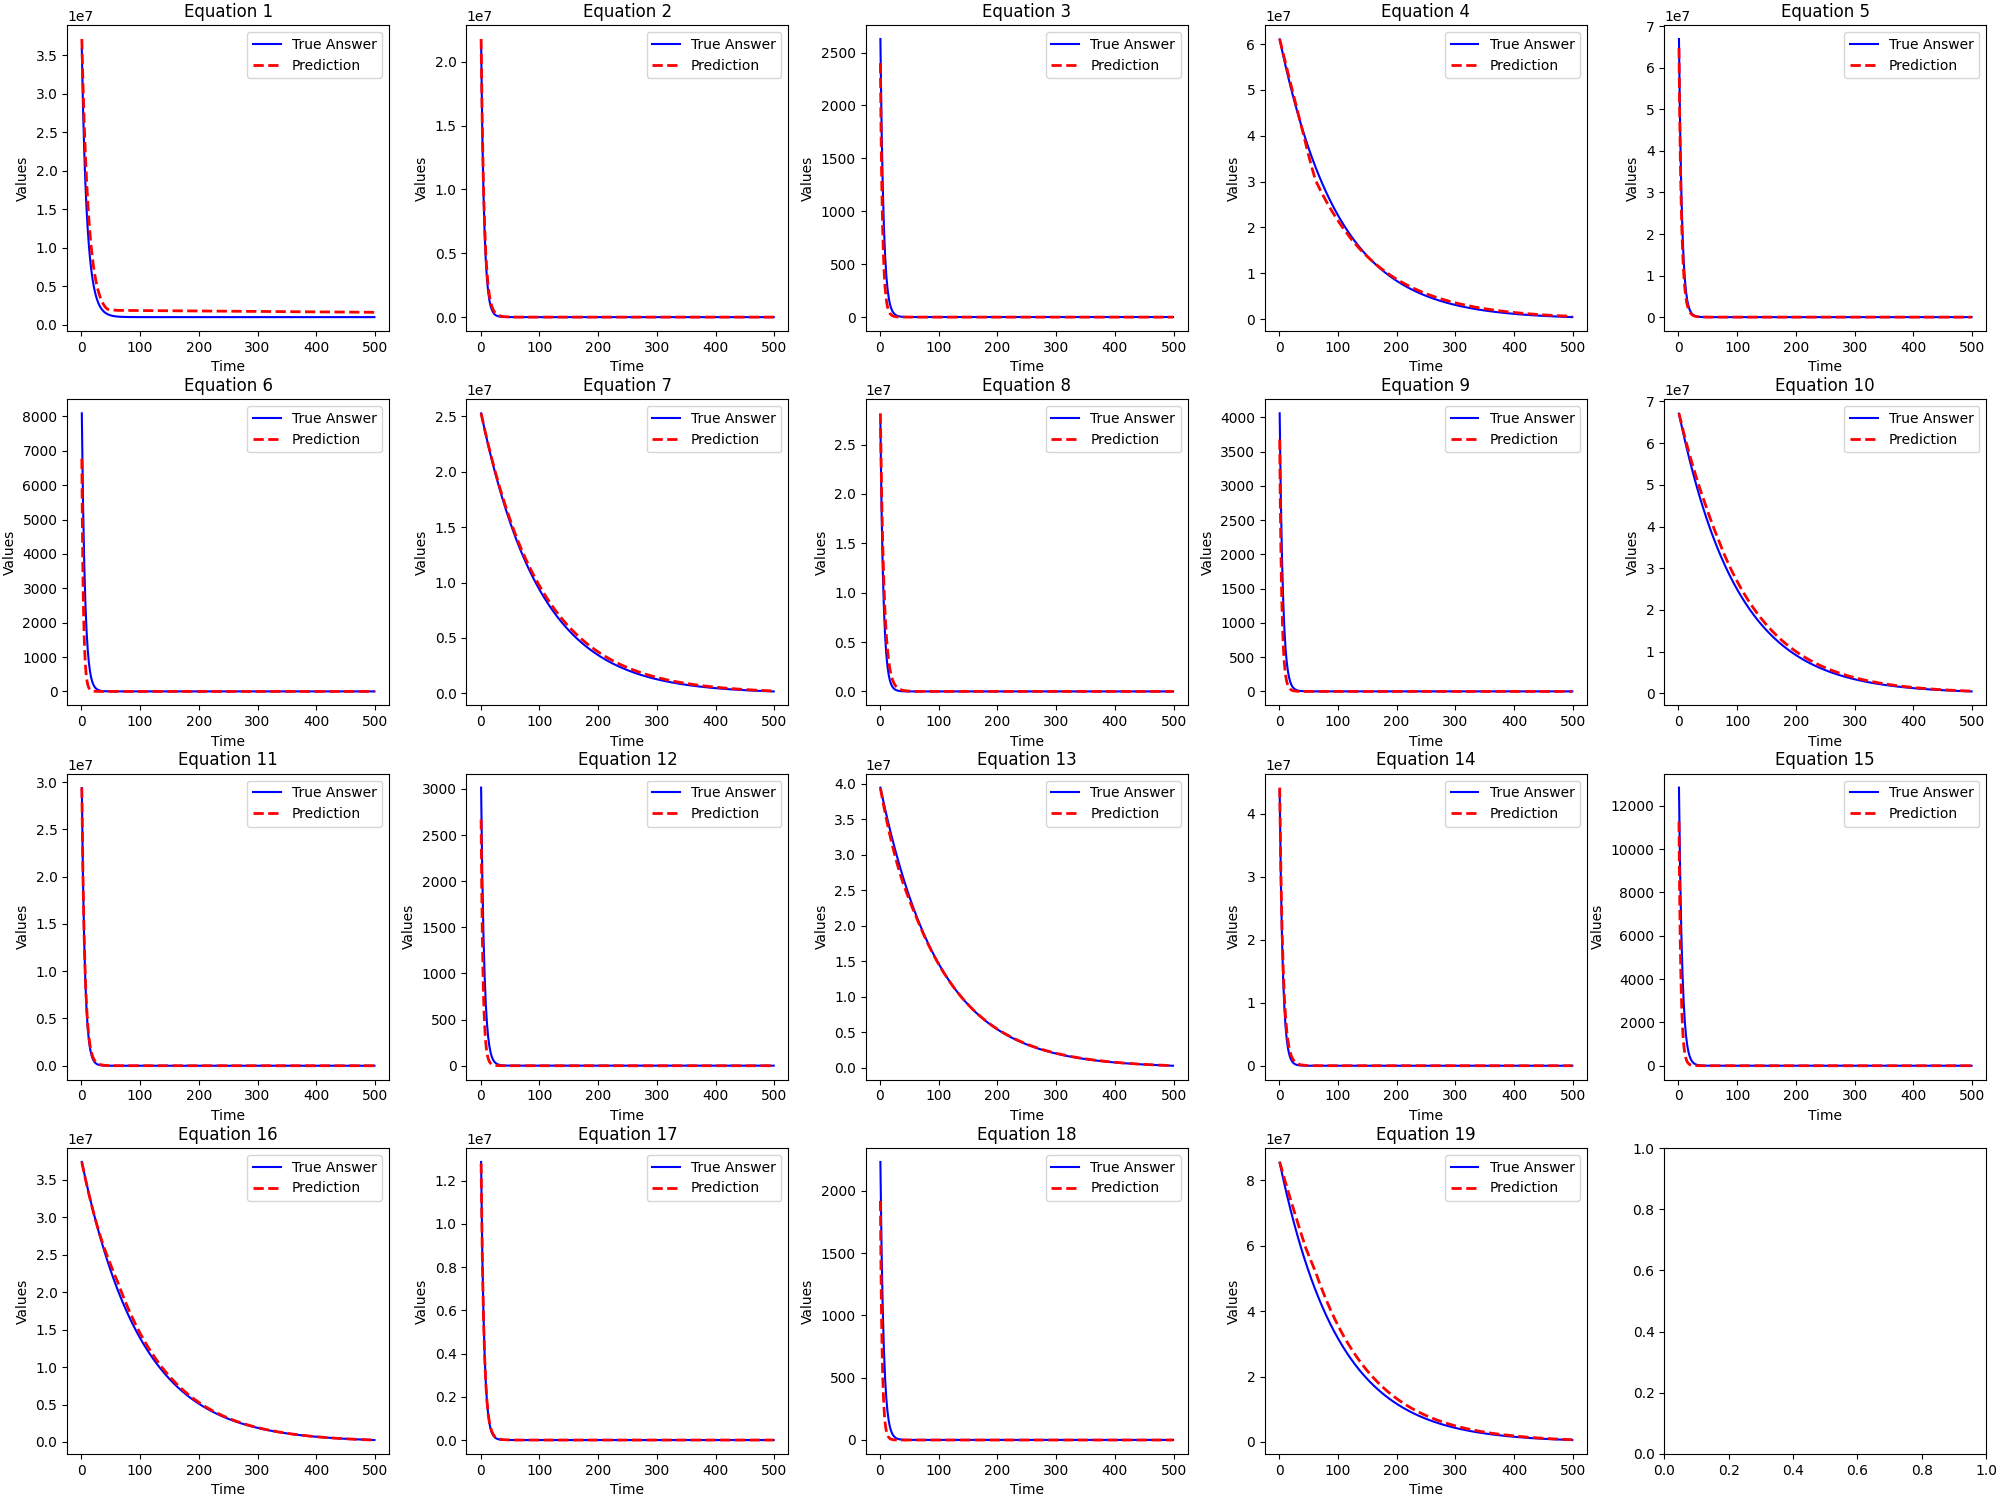 Equation 1
1e7
True Answer
Prediction
3.5
3.0
2.5
2.0
1.5
1.0
0.5
0.0
Values
0 100 200 300 400 500
Time
Equation 2
1e7
True Answer
Prediction
2.0
1.5
1.0
0.5
0.0
Values
0 100 200 300 400 500
Time
Equation 3
True Answer
Prediction
2500
2000
1500
1000
500
0
Values
0 100 200 300 400 500
Time
Equation 4
1e7
True Answer
Prediction
6
5
4
3
2
1
0
Values
0 100 200 300 400 500
Time
Equation 5
1e7
True Answer
Prediction
7
6
5
4
3
2
1
0
Values
0 100 200 300 400 500
Time
Equation 6
True Answer
Prediction
8000
7000
6000
5000
4000
3000
2000
1000
0
Values
0 100 200 300 400 500
Time
Equation 7
1e7
True Answer
Prediction
2.5
2.0
1.5
1.0
0.5
0.0
Values
0 100 200 300 400 500
Time
Equation 8
1e7
True Answer
Prediction
2.5
2.0
1.5
1.0
0.5
0.0
Values
0 100 200 300 400 500
Time
Equation 9
True Answer
Prediction
4000
3500
3000
2500
2000
1500
1000
500
0
Values
0 100 200 300 400 500
Time
Equation 10
1e7
True Answer
Prediction
7
6
5
4
3
2
1
0
Values
0 100 200 300 400 500
Time
Equation 11
1e7
True Answer
Prediction
3.0
2.5
2.0
1.5
1.0
0.5
0.0
Values
0 100 200 300 400 500
Time
Equation 12
True Answer
Prediction
3000
2500
2000
1500
1000
500
0
Values
0 100 200 300 400 500
Time
Equation 13
1e7
True Answer
Prediction
4.0
3.5
3.0
2.5
2.0
1.5
1.0
0.5
0.0
Values
0 100 200 300 400 500
Time
Equation 14
1e7
True Answer
Prediction
4
3
2
1
0
Values
0 100 200 300 400 500
Time
Equation 15
True Answer
Prediction
12000
10000
8000
6000
4000
2000
0
Values
0 100 200 300 400 500
Time
Equation 16
1e7
True Answer
Prediction
3.5
3.0
2.5
2.0
1.5
1.0
0.5
0.0
Values
0 100 200 300 400 500
Time
Equation 17
1e7
True Answer
Prediction
1.2
1.0
0.8
0.6
0.4
0.2
0.0
Values
0 100 200 300 400 500
Time
Equation 18
True Answer
Prediction
2000
1500
1000
500
0
Values
0 100 200 300 400 500
Time
Equation 19
1e7
True Answer
Prediction
8
6
4
2
0
Values
0 100 200 300 400 500
Time
1.0
0.8
0.6
0.4
0.2
0.0
0.0 0.2 0.4 0.6 0.8 1.0